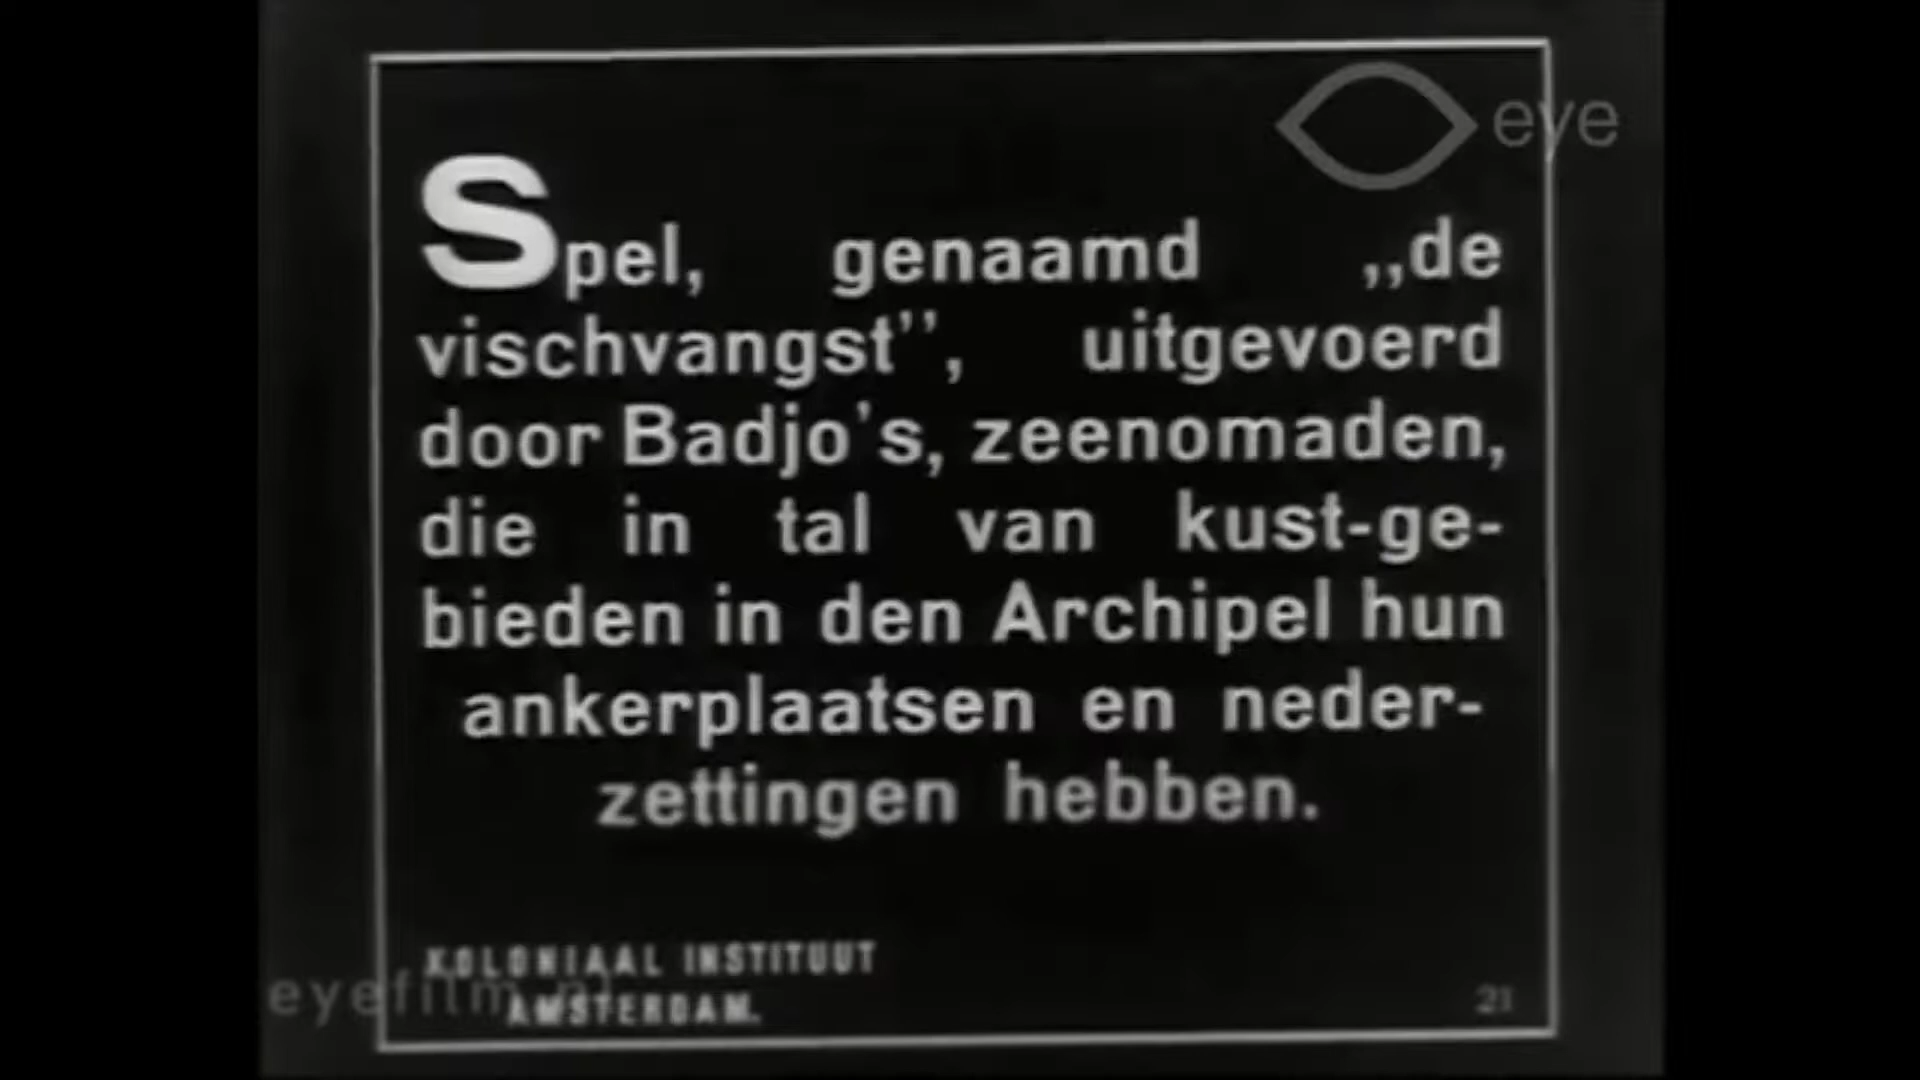 eye
Spel, genaamd „de
vischvangst”, uitgevoerd
door Badjo's, zeenomaden,
die in tal van kust-ge-
bieden in den Archipel hun
ankerplaatsen en neder-
zettingen hebben.
KOLONIAAL INSTITUUT
eyefilm.nl
AMSTERDAM.
21